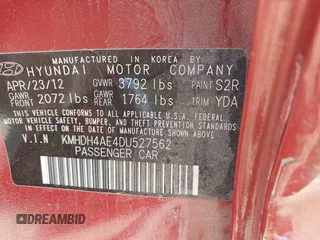 MANUFACTURED IN KOREA BY
HYUNDAI MOTOR COMPANY
APR/23/12 GVWR 3792 lbs PAINT S2R
GAWR FRONT 2072 lbs GAWR REAR 1764 lbs TRIM YDA
THIS VEHICLE CONFORMS TO ALL APPLICABLE U.S.
FEDERAL MOTOR VEHICLE SAFETY, BUMPER, AND
THEFT PREVENTION STANDARDS IN EFFECT ON THE
DATE OF MANUFACTURE SHOWN ABOVE.
V.I.N KMHDH4AE4DU527562
PASSENGER CAR
DREAMBID